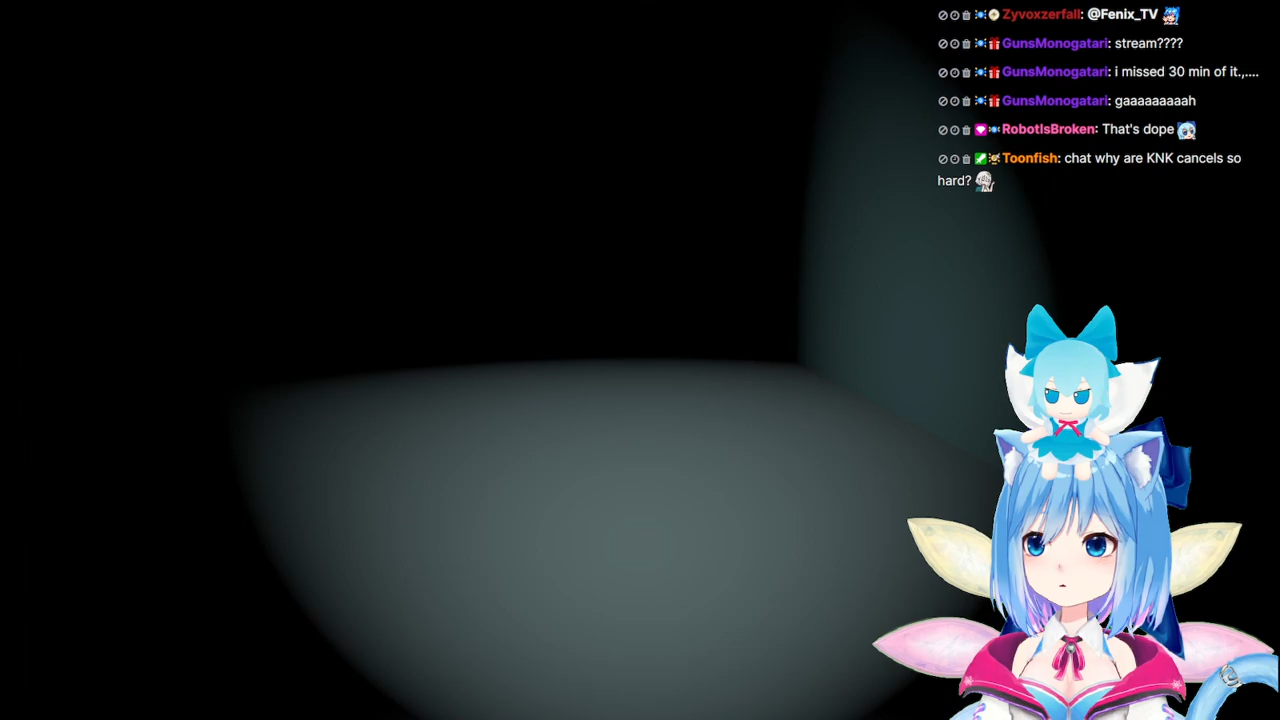 Zyvoxzerfall: @Fenix_TV
GunsMonogatari: stream????
GunsMonogatari: i missed 30 min of it.,....
GunsMonogatari: gaaaaaaaaah
RobotIsBroken: That's dope
Toonfish: chat why are KNK cancels so
hard?